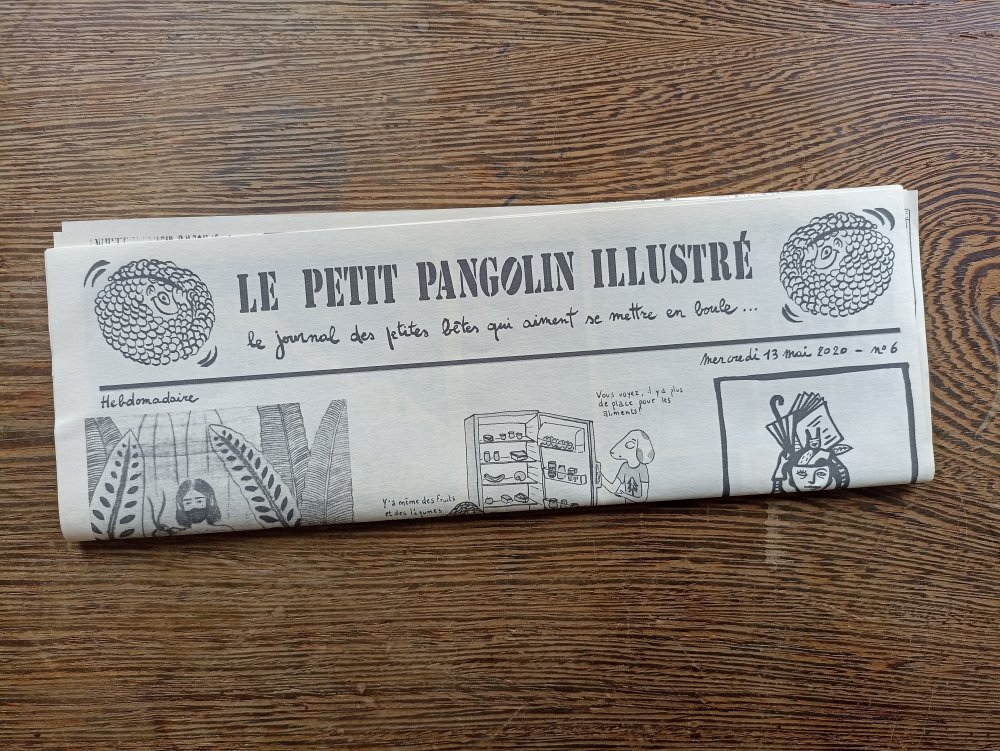 LE PETIT PANGOLIN ILLUSTRÉ
le journal des petites bêtes qui aiment se mettre en boule...
mercredi 13 mai 2020 - n° 6
Hebdomadaire
Vous voyez, il y a plus
de place pour les
aliments!
Y'a même des fruits
et des légumes